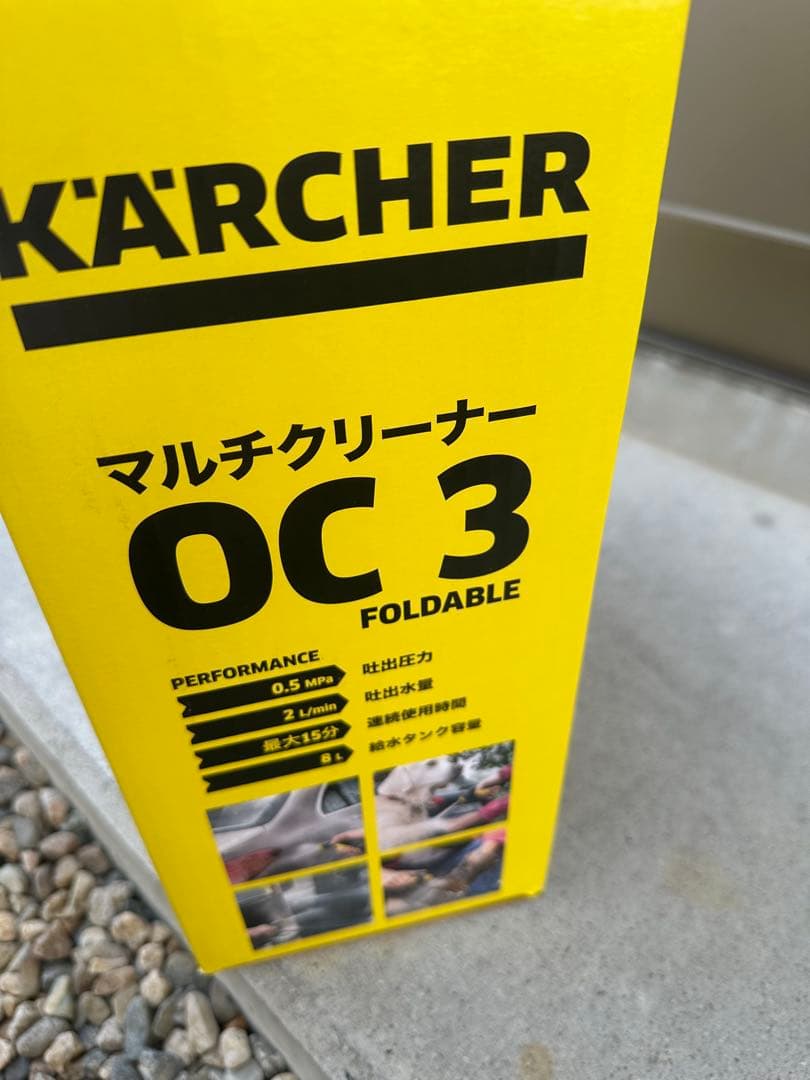 KÄRCHER
マルチクリーナー
OC 3
FOLDABLE
PERFORMANCE
0.5 MPa 吐出圧力
2 L/min 吐出水量
最大15分 連続使用時間
8 L 給水タンク容量